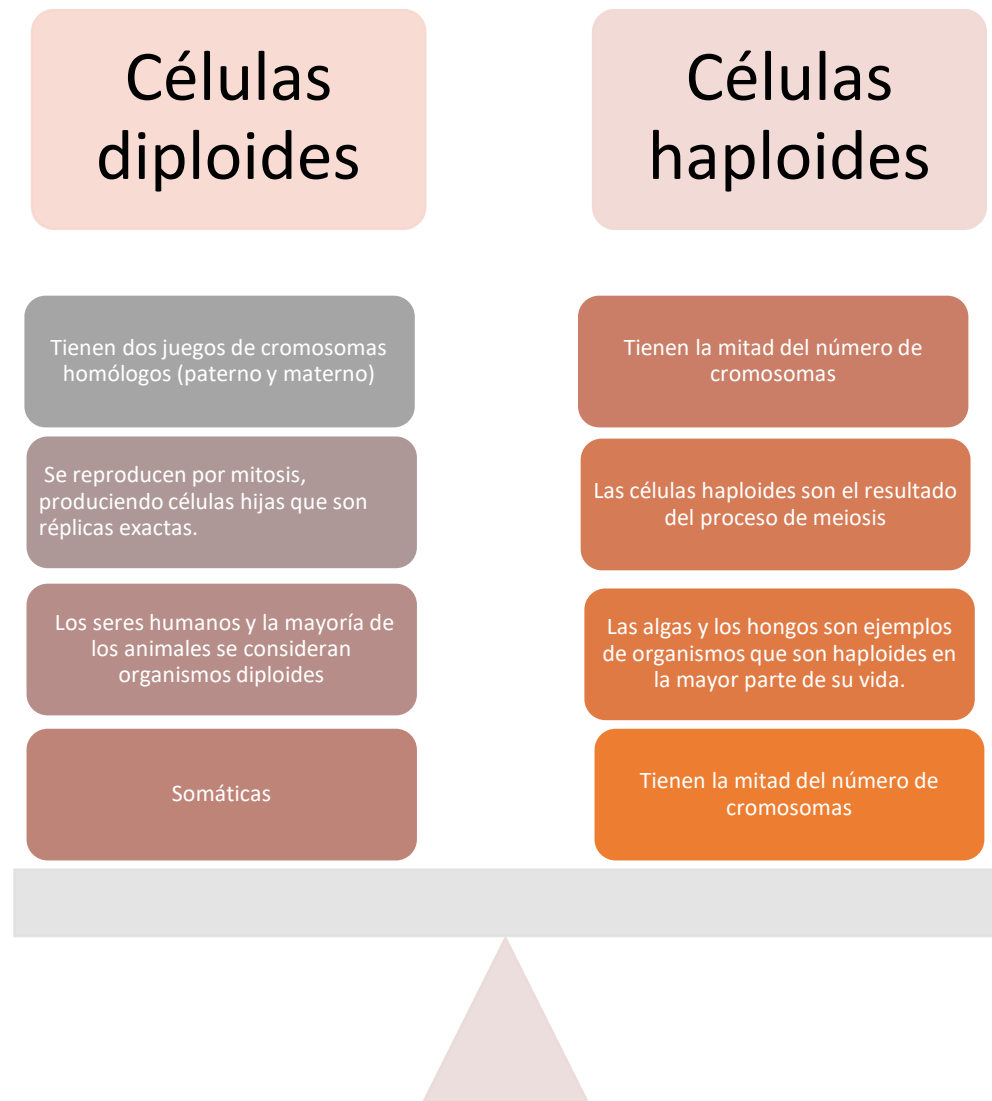 Células
diploides
Células
haploides
Tienen dos juegos de cromosomas
homólogos (paterno y materno)
Se reproducen por mitosis,
produciendo células hijas que son
réplicas exactas.
Los seres humanos y la mayoría de
los animales se consideran
organismos diploides
Somáticas
Tienen la mitad del número de
cromosomas
Las células haploides son el resultado
del proceso de meiosis
Las algas y los hongos son ejemplos
de organismos que son haploides en
la mayor parte de su vida.
Tienen la mitad del número de
cromosomas